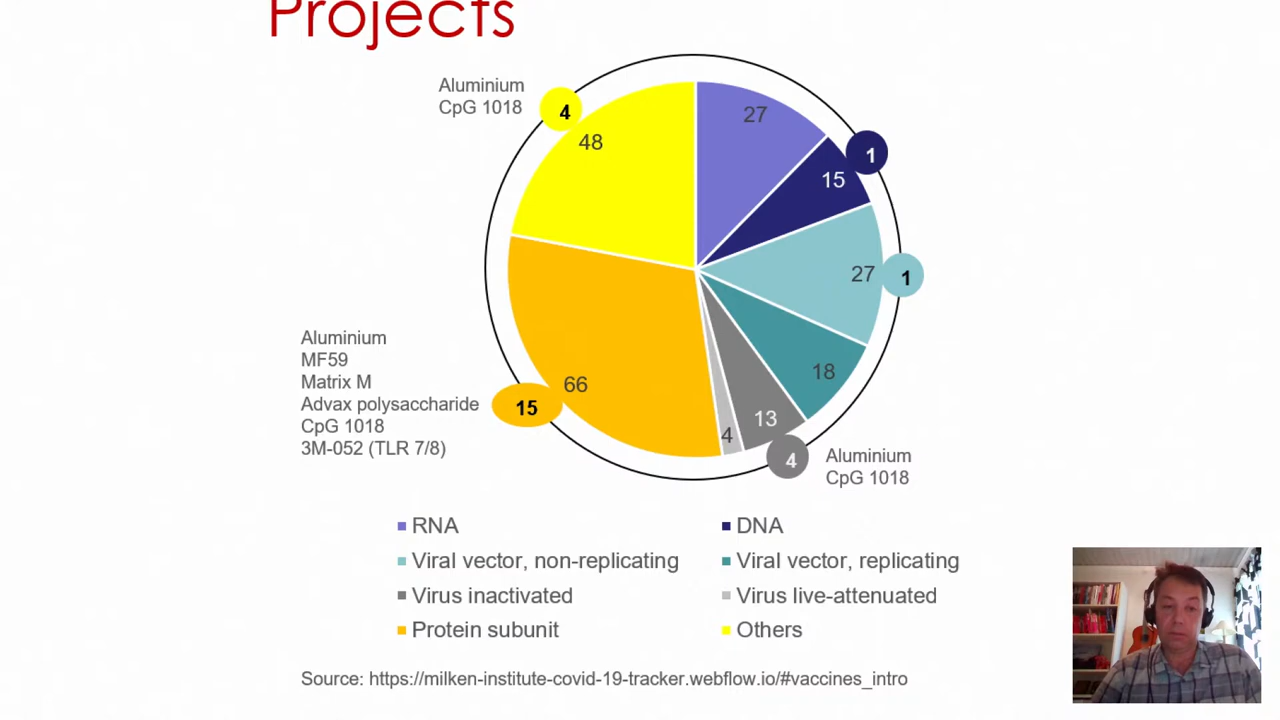 Projects
Aluminium
CpG 1018
4
48
27
1
15
27
1
18
13
4
4
66
15
Aluminium
MF59
Matrix M
Advax polysaccharide
CpG 1018
3M-052 (TLR 7/8)
Aluminium
CpG 1018
RNA
DNA
Viral vector, non-replicating
Viral vector, replicating
Virus inactivated
Virus live-attenuated
Protein subunit
Others
Source: https://milken-institute-covid-19-tracker.webflow.io/#vaccines_intro